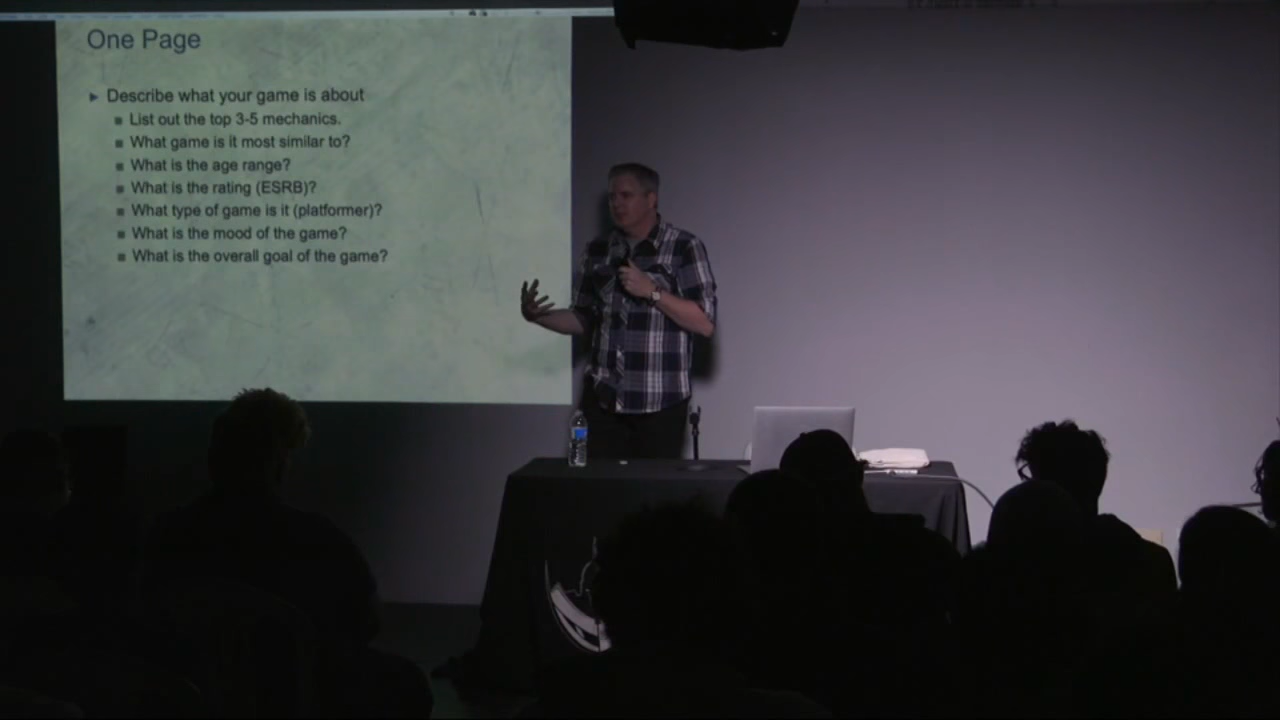 One Page
Describe what your game is about
List out the top 3-5 mechanics.
What game is it most similar to?
What is the age range?
What is the rating (ESRB)?
What type of game is it (platformer)?
What is the mood of the game?
What is the overall goal of the game?